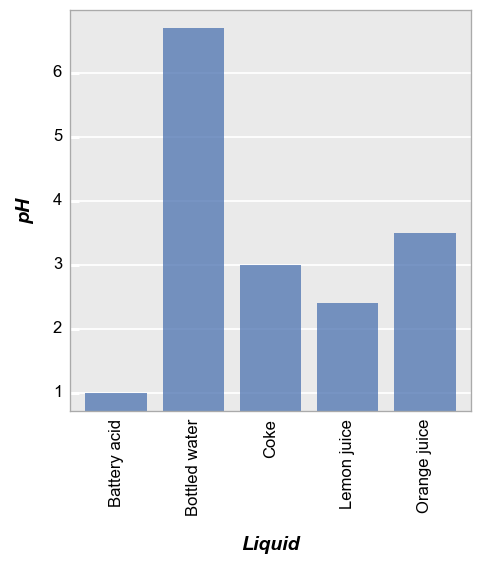 pH
6
5
4
3
2
1
Battery acid
Bottled water
Coke
Lemon juice
Orange juice
Liquid